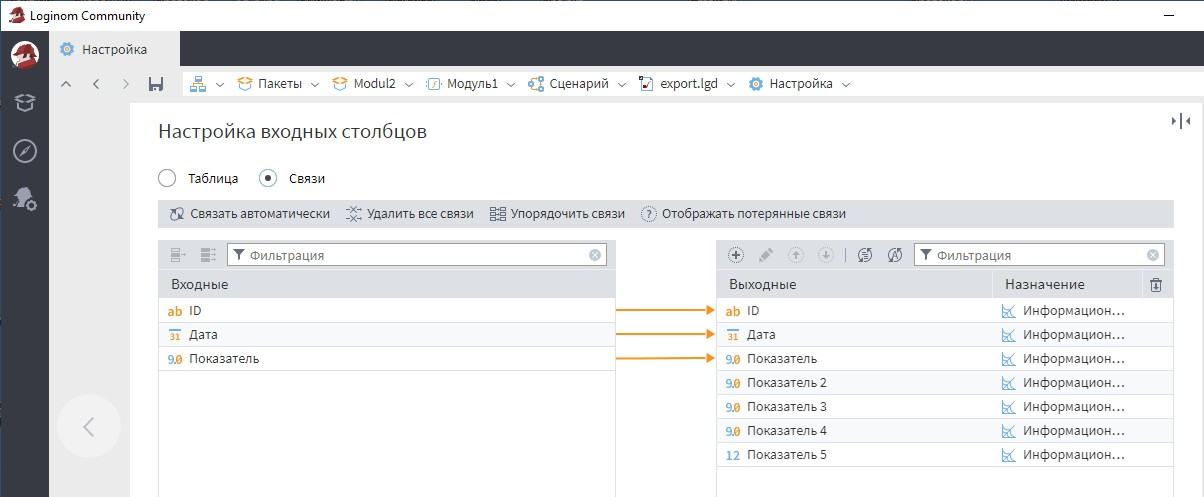 Loginom Community
Настройка
Пакеты Modul2 Модуль1 Сценарий export.lgd Настройка
Настройка входных столбцов
Таблица Связи
Связать автоматически Удалить все связи Упорядочить связи Отображать потерянные связи
Фильтрация Фильтрация
Входные Выходные Назначение
ab ID ab ID Информацион...
31 Дата 31 Дата Информацион...
9.0 Показатель 9.0 Показатель Информацион...
9.0 Показатель 2 Информацион...
9.0 Показатель 3 Информацион...
9.0 Показатель 4 Информацион...
12 Показатель 5 Информацион...